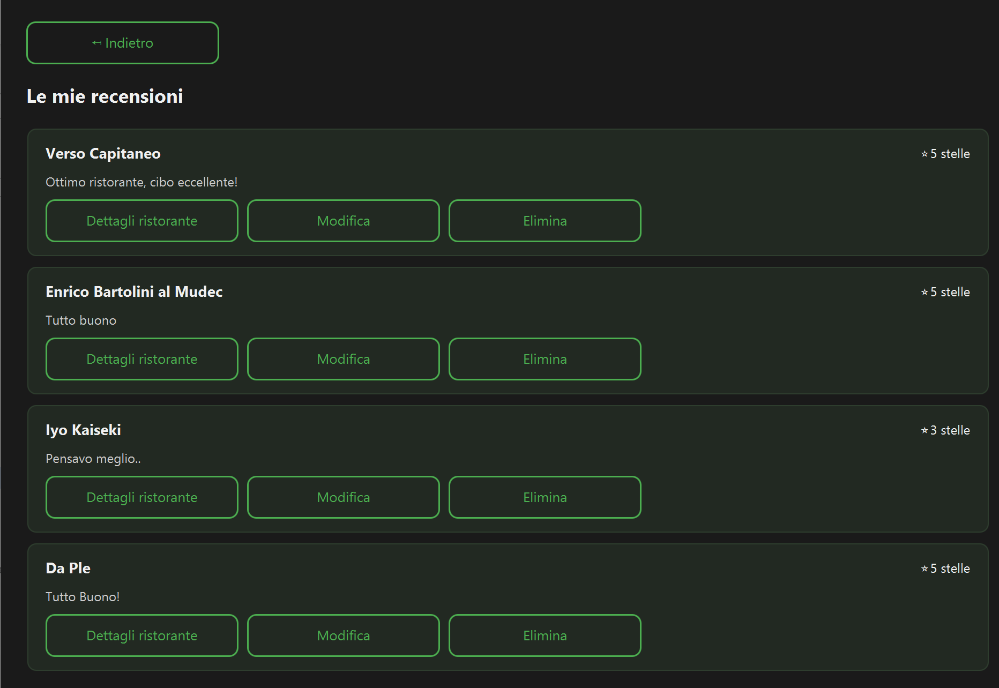 ↤ Indietro
Le mie recensioni
Verso Capitaneo
⭐5 stelle
Ottimo ristorante, cibo eccellente!
Dettagli ristorante Modifica Elimina
Enrico Bartolini al Mudec
⭐5 stelle
Tutto buono
Dettagli ristorante Modifica Elimina
Iyo Kaiseki
⭐3 stelle
Pensavo meglio..
Dettagli ristorante Modifica Elimina
Da Ple
⭐5 stelle
Tutto Buono!
Dettagli ristorante Modifica Elimina